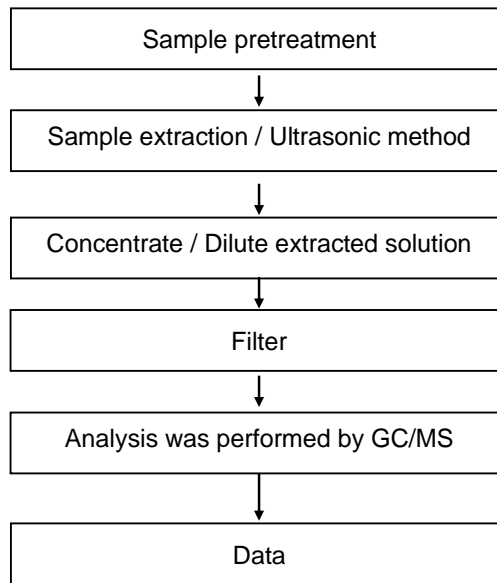 Sample pretreatment
Sample extraction / Ultrasonic method
Concentrate / Dilute extracted solution
Filter
Analysis was performed by GC/MS
Data